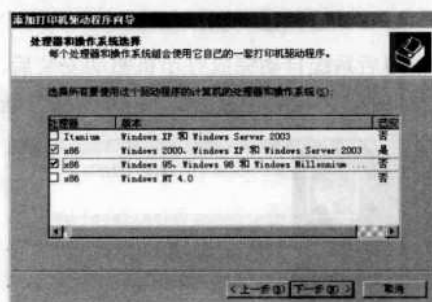 添加打印机驱动程序向导
处理器和操作系统选择
每个处理器和操作系统组合使用它自己的一套打印机驱动程序。
选择所有要使用这个驱动程序的计算机的处理器和操作系统(S):
处理器 版本
Itanium Windows XP 和 Windows Server 2003 否
x86 Windows 2000、Windows XP 和 Windows Server 2003 是
x86 Windows 95、Windows 98 和 Windows Millennium ... 否
x86 Windows NT 4.0 否
<上一步(B) 下一步(N)> 取消